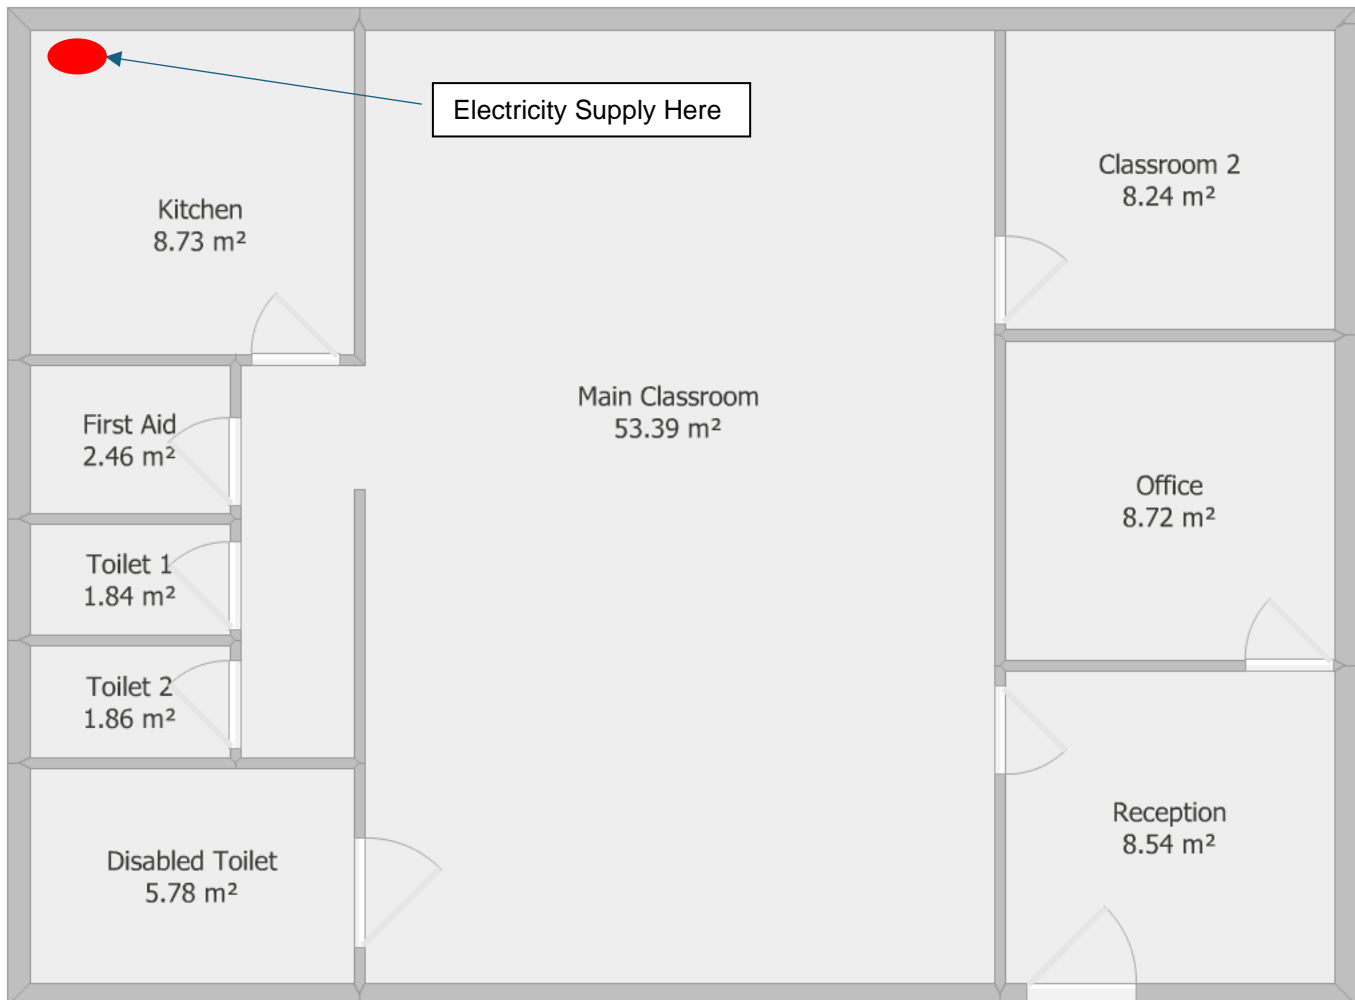 Electricity Supply Here
Kitchen
8.73 m²
Classroom 2
8.24 m²
Main Classroom
53.39 m²
First Aid
2.46 m²
Office
8.72 m²
Toilet 1
1.84 m²
Toilet 2
1.86 m²
Reception
8.54 m²
Disabled Toilet
5.78 m²